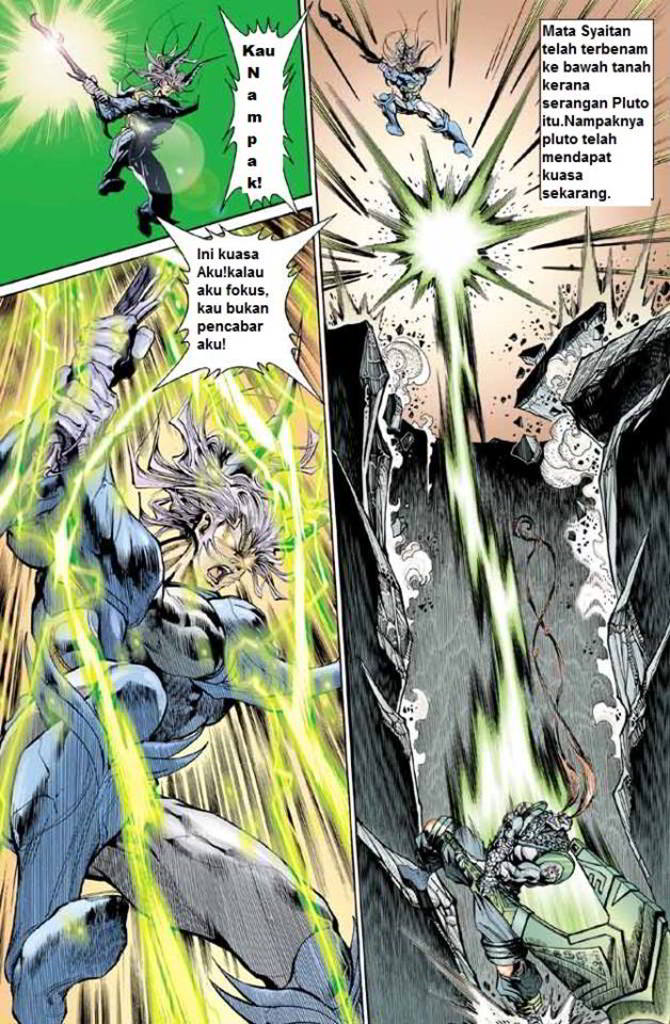 Kau
N
a
m
p
a
k!
Mata Syaitan
telah terbenam
ke bawah tanah
kerana
serangan Pluto
itu.Nampaknya
pluto telah
mendapat
kuasa
sekarang.
Ini kuasa
Aku!kalau
aku fokus,
kau bukan
pencabar
aku!